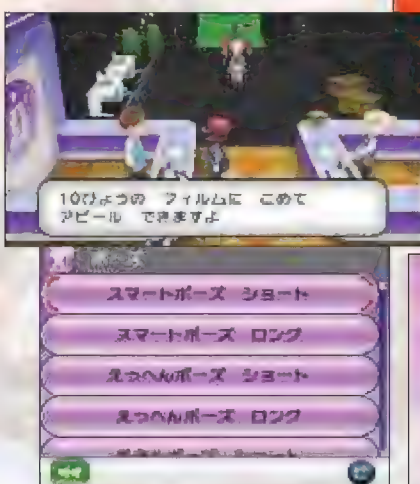 10びょうの フィルムに こめて
アピール できますよ
スマートポーズ ショート
スマートポーズ ロング
えっへんポーズ ショート
えっへんポーズ ロング